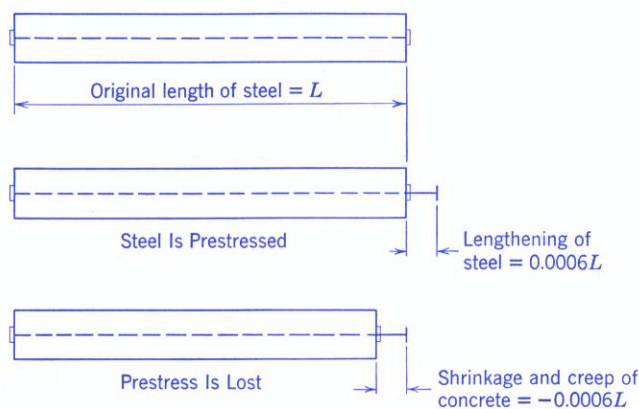 Original length of steel = L
Steel Is Prestressed
Lengthening of
steel = 0.0006L
Prestress Is Lost
Shrinkage and creep of
concrete = −0.0006L